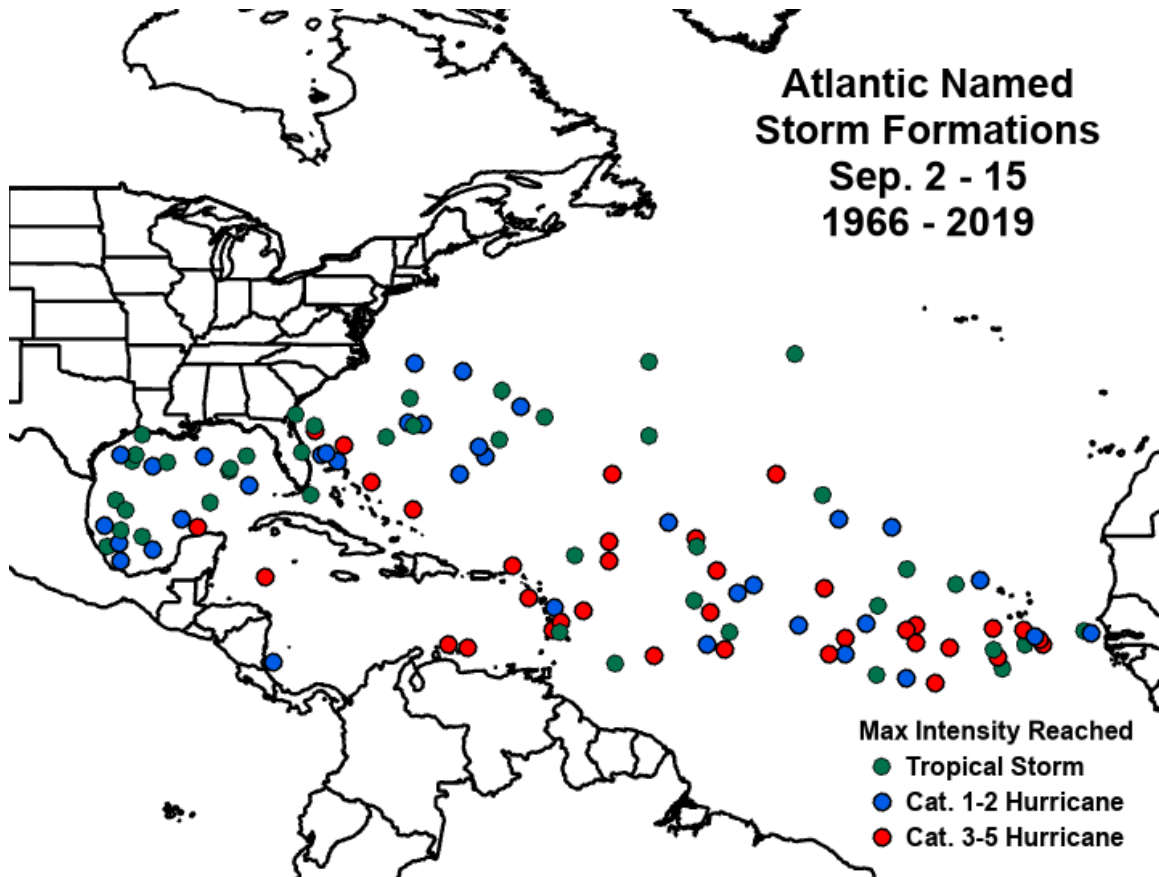 Atlantic Named
Storm Formations
Sep. 2 - 15
1966 - 2019
Max Intensity Reached
Tropical Storm
Cat. 1-2 Hurricane
Cat. 3-5 Hurricane